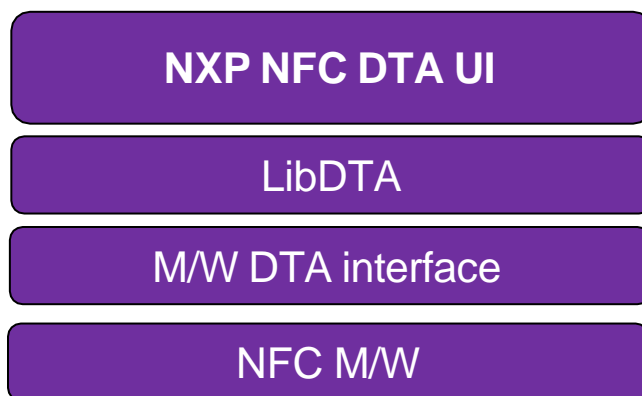 NXP NFC DTA UI
LibDTA
M/W DTA interface
NFC M/W